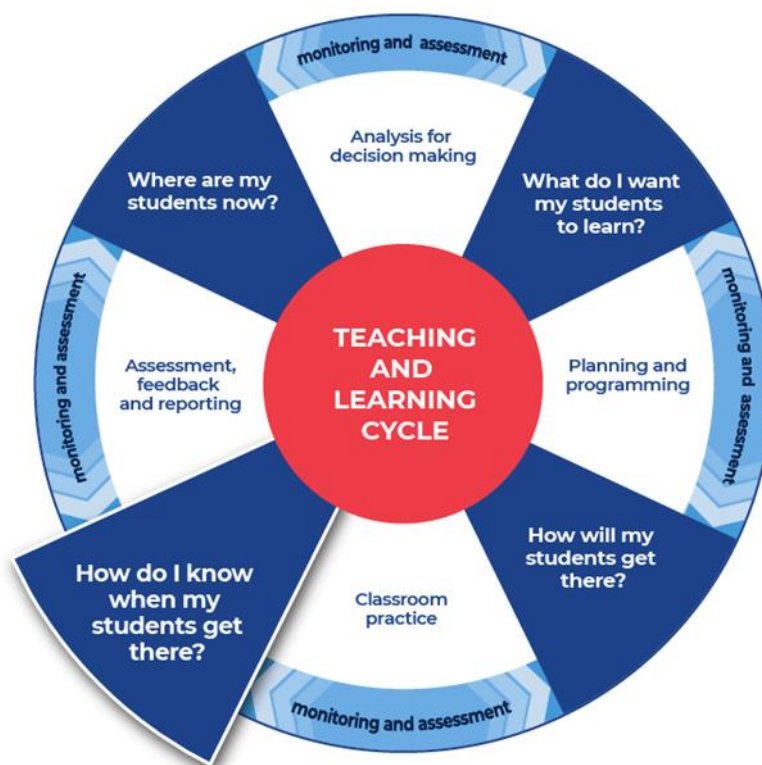 monitoring and assessment
Analysis for
decision making
Where are my
students now?
What do I want
my students
to learn?
monitoring and assessment
monitoring and assessment
TEACHING
AND
LEARNING
CYCLE
Assessment,
feedback
and reporting
Planning and
programming
How will my
students get
there?
How do I know
when my
students get
there?
Classroom
practice
monitoring and assessment